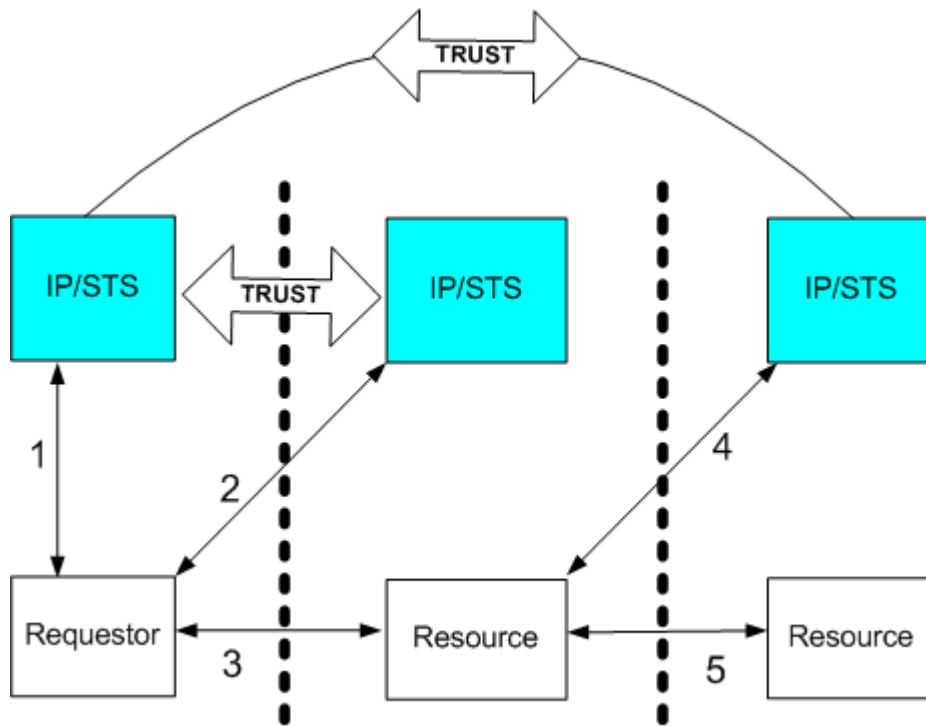 TRUST
IP/STS
TRUST
IP/STS
IP/STS
1
2
4
Requestor
3
Resource
5
Resource